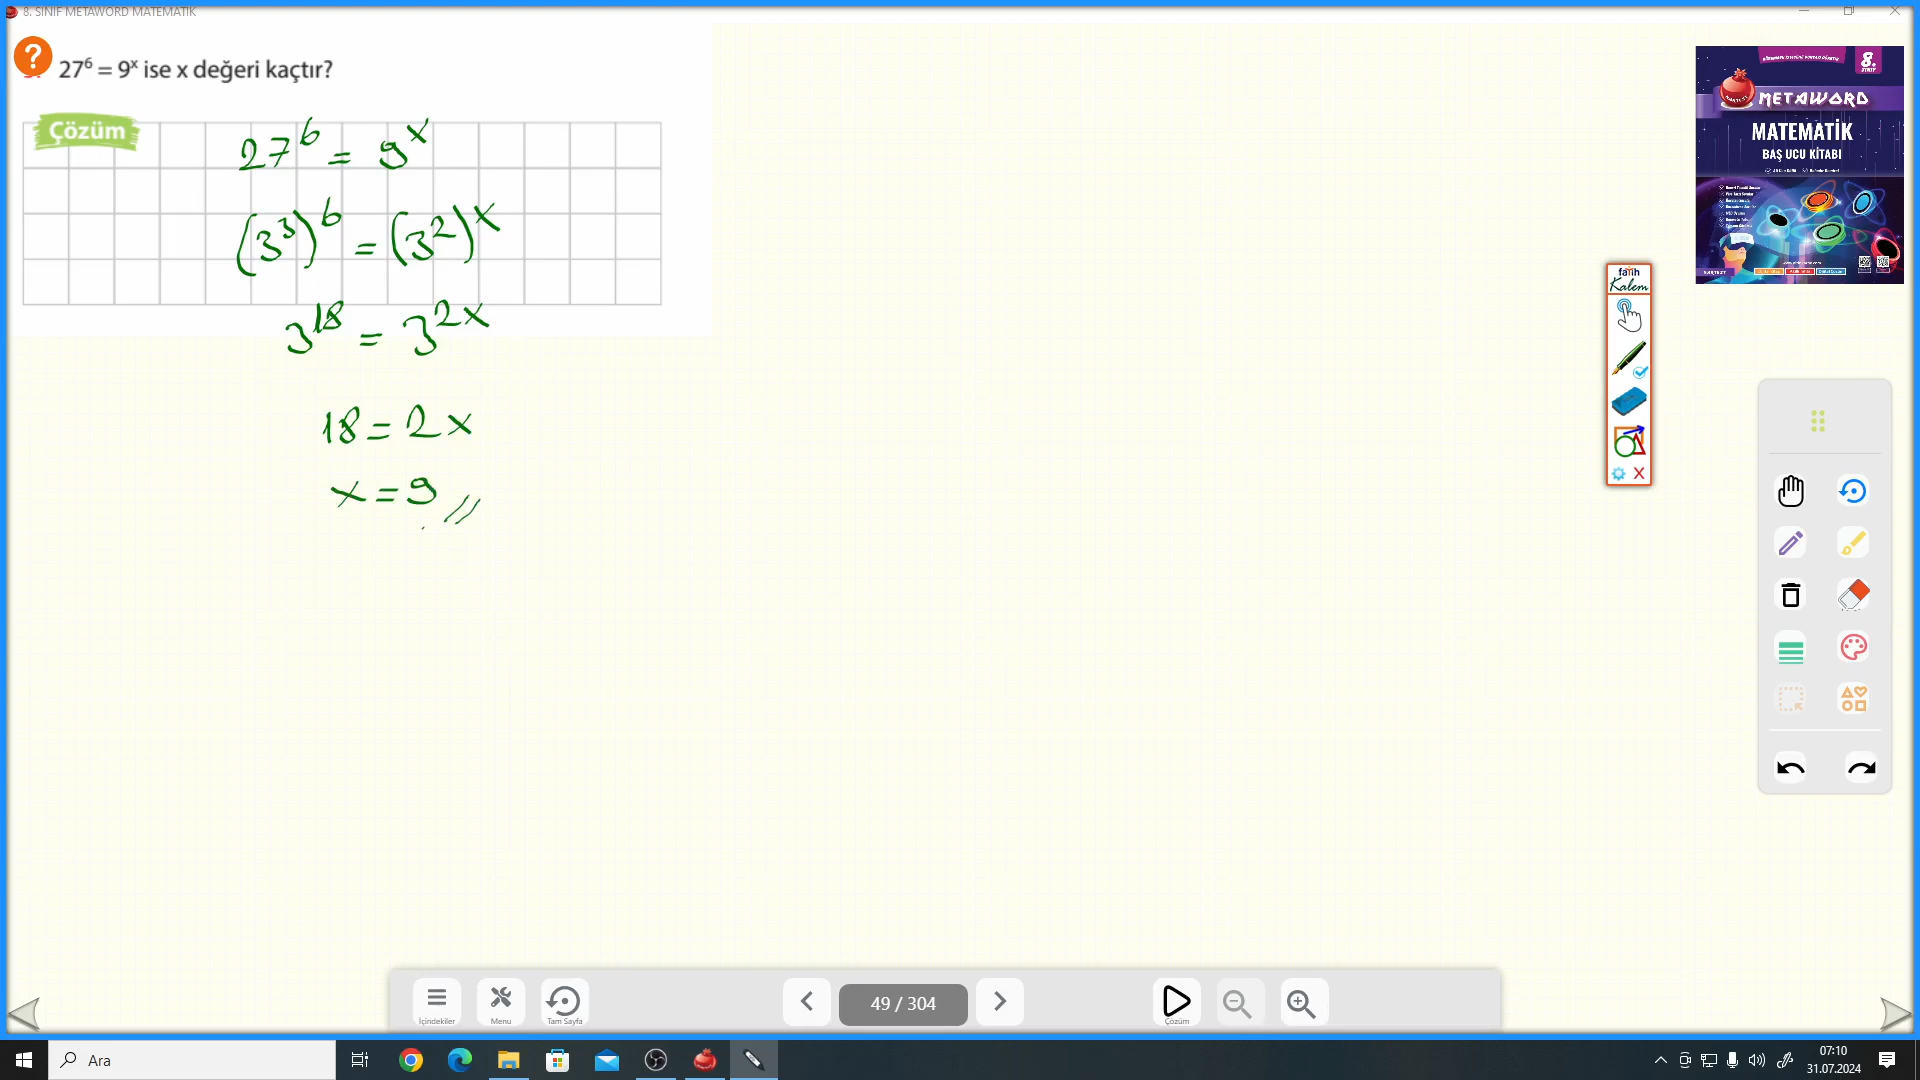 8. SINIF METAWORD MATEMATİK
27⁶ = 9ˣ ise x değeri kaçtır?
Çözüm
27⁶ = 9ˣ
(3³)⁶ = (3²)ˣ
3¹⁸ = 3²ˣ
18 = 2x
x = 9 //
8. SINIF
METAWORD
MATEMATİK
BAŞ UCU KİTABI
fatih
Kalem
İçindekiler
Menu
Tam Sayfa
49 / 304
Çözüm
Ara
07:10
31.07.2024